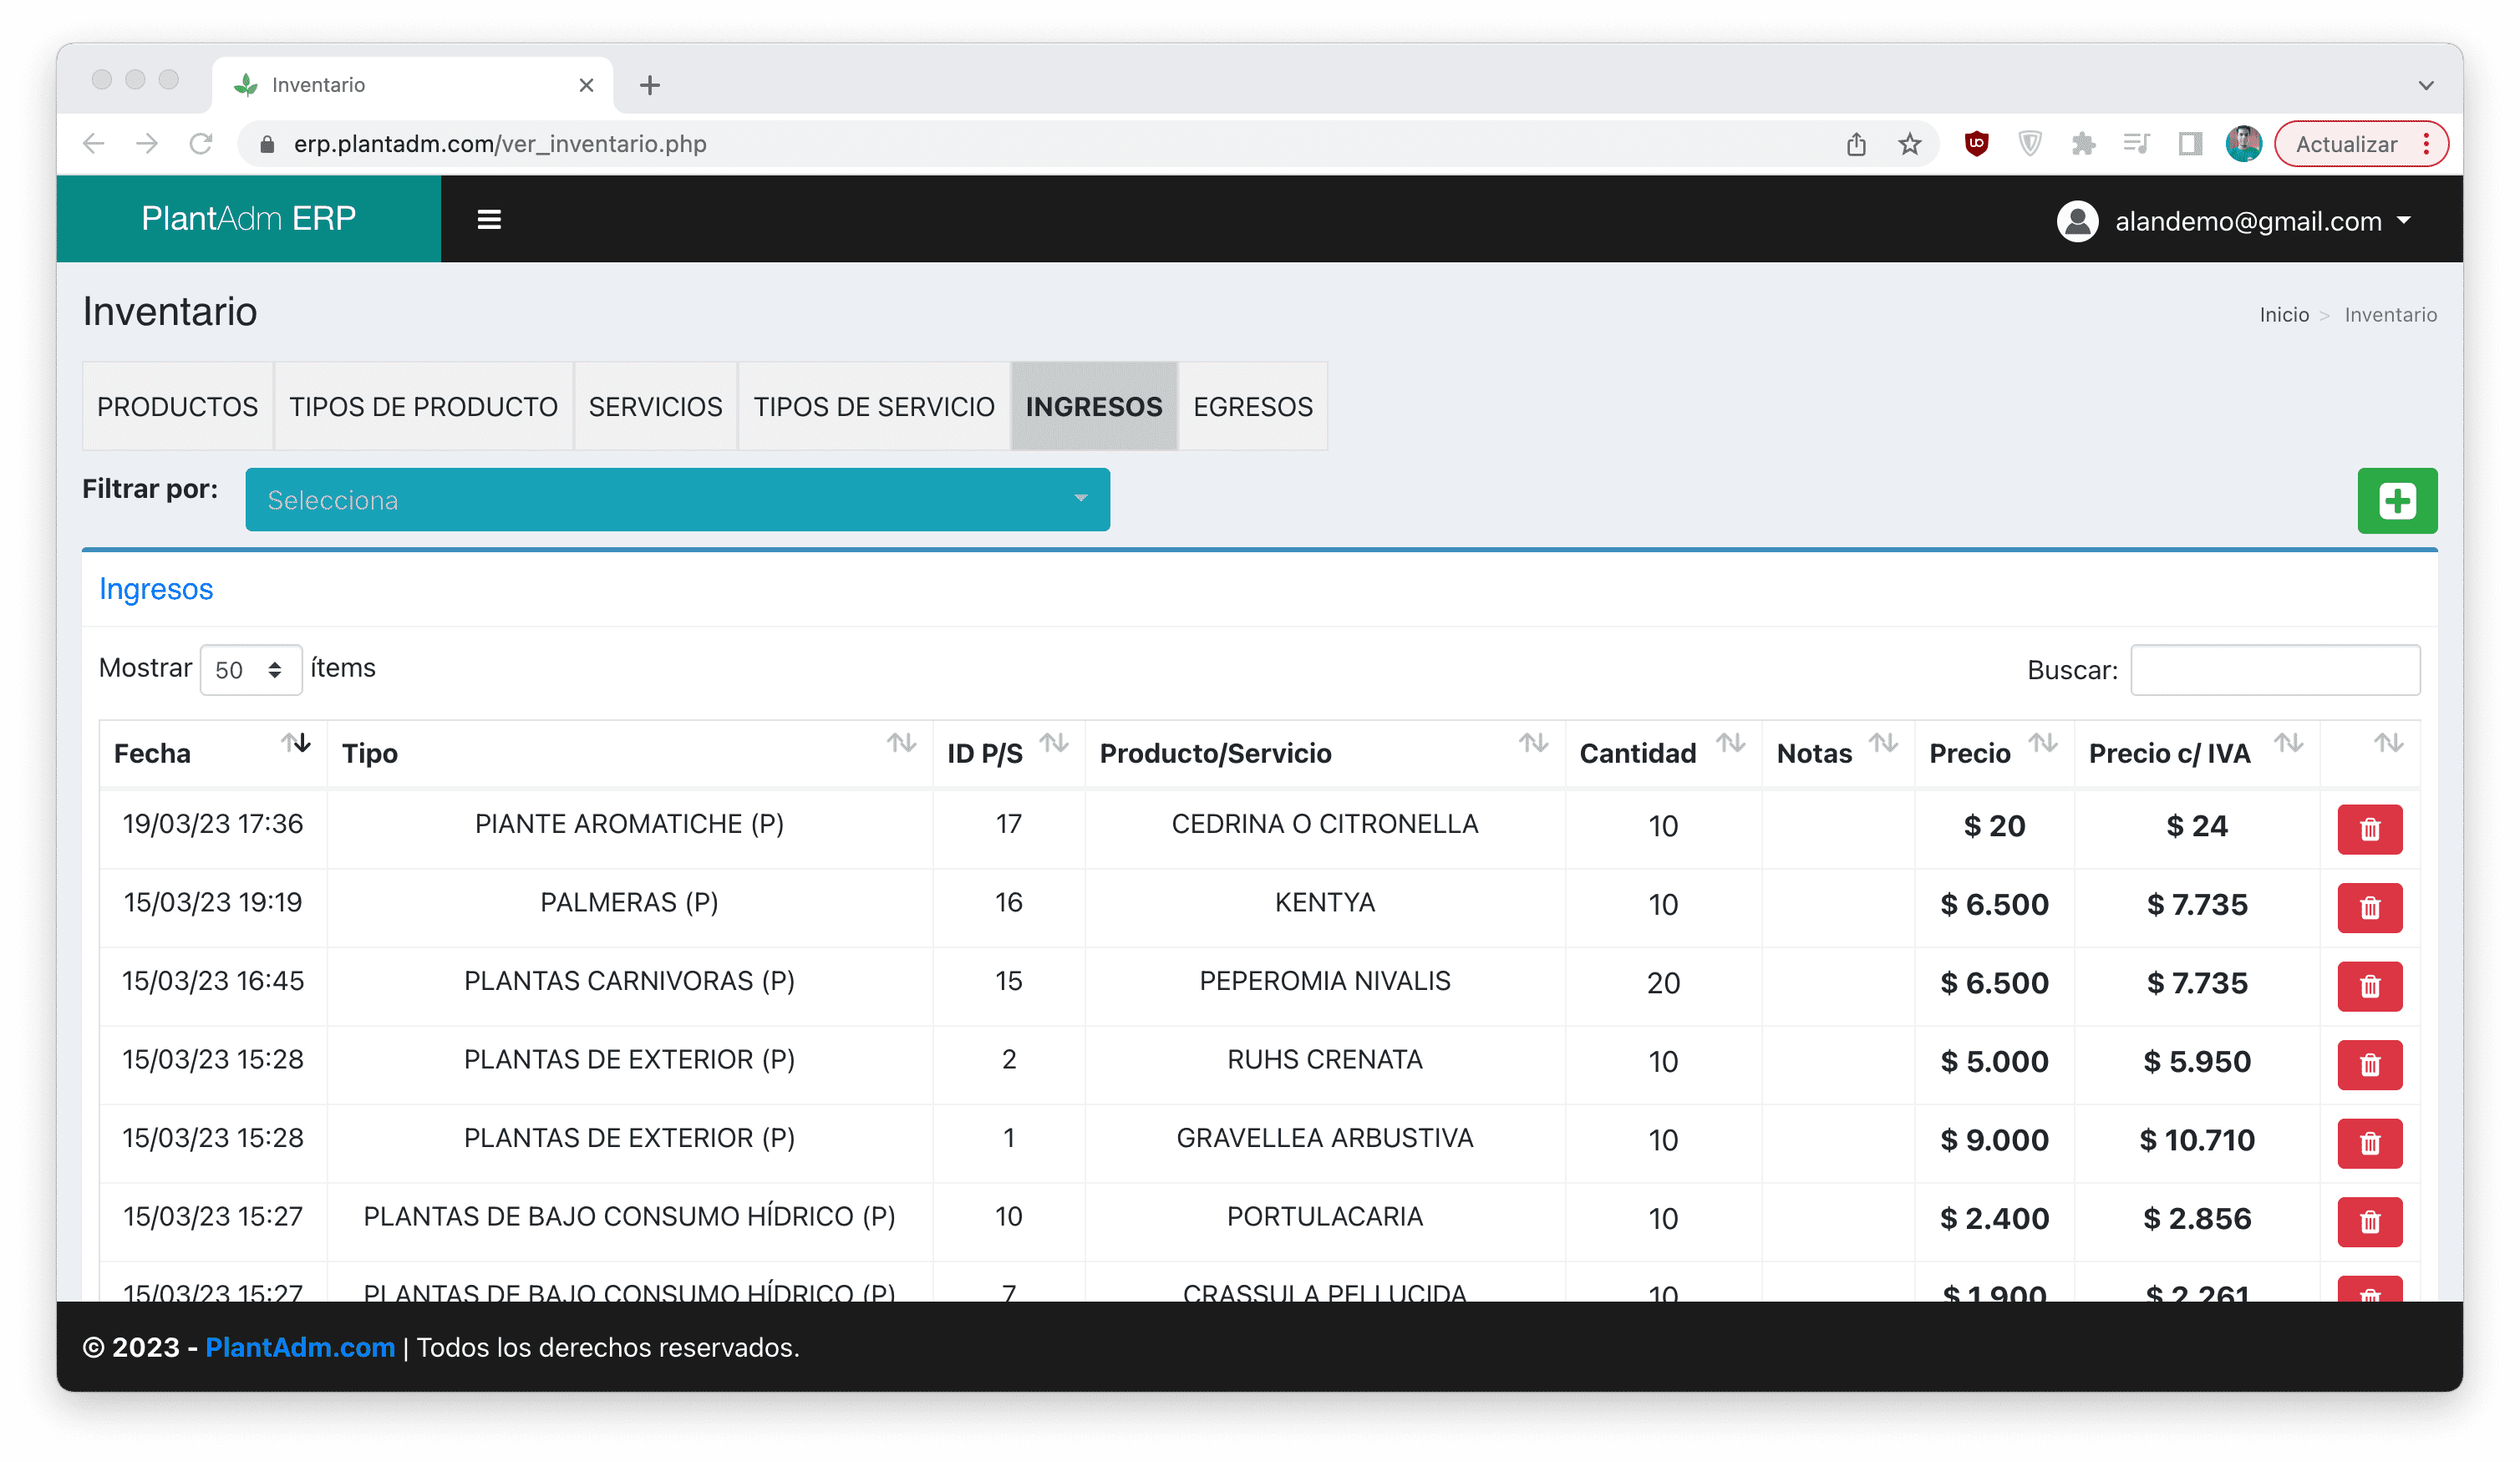 Inventario
erp.plantadm.com/ver_inventario.php
Actualizar
PlantAdm ERP
alandemo@gmail.com
Inventario
Inicio > Inventario
PRODUCTOS TIPOS DE PRODUCTO SERVICIOS TIPOS DE SERVICIO INGRESOS EGRESOS
Filtrar por: Selecciona
Ingresos
Mostrar 50 ítems Buscar:
Fecha Tipo ID P/S Producto/Servicio Cantidad Notas Precio Precio c/ IVA
19/03/23 17:36 PIANTE AROMATICHE (P) 17 CEDRINA O CITRONELLA 10 $ 20 $ 24
15/03/23 19:19 PALMERAS (P) 16 KENTYA 10 $ 6.500 $ 7.735
15/03/23 16:45 PLANTAS CARNIVORAS (P) 15 PEPEROMIA NIVALIS 20 $ 6.500 $ 7.735
15/03/23 15:28 PLANTAS DE EXTERIOR (P) 2 RUHS CRENATA 10 $ 5.000 $ 5.950
15/03/23 15:28 PLANTAS DE EXTERIOR (P) 1 GRAVELLEA ARBUSTIVA 10 $ 9.000 $ 10.710
15/03/23 15:27 PLANTAS DE BAJO CONSUMO HÍDRICO (P) 10 PORTULACARIA 10 $ 2.400 $ 2.856
15/03/23 15:27 PLANTAS DE BAJO CONSUMO HÍDRICO (P) 7 CRASSULA PELLUCIDA 10 $ 1.900 $ 2.261
© 2023 - PlantAdm.com | Todos los derechos reservados.